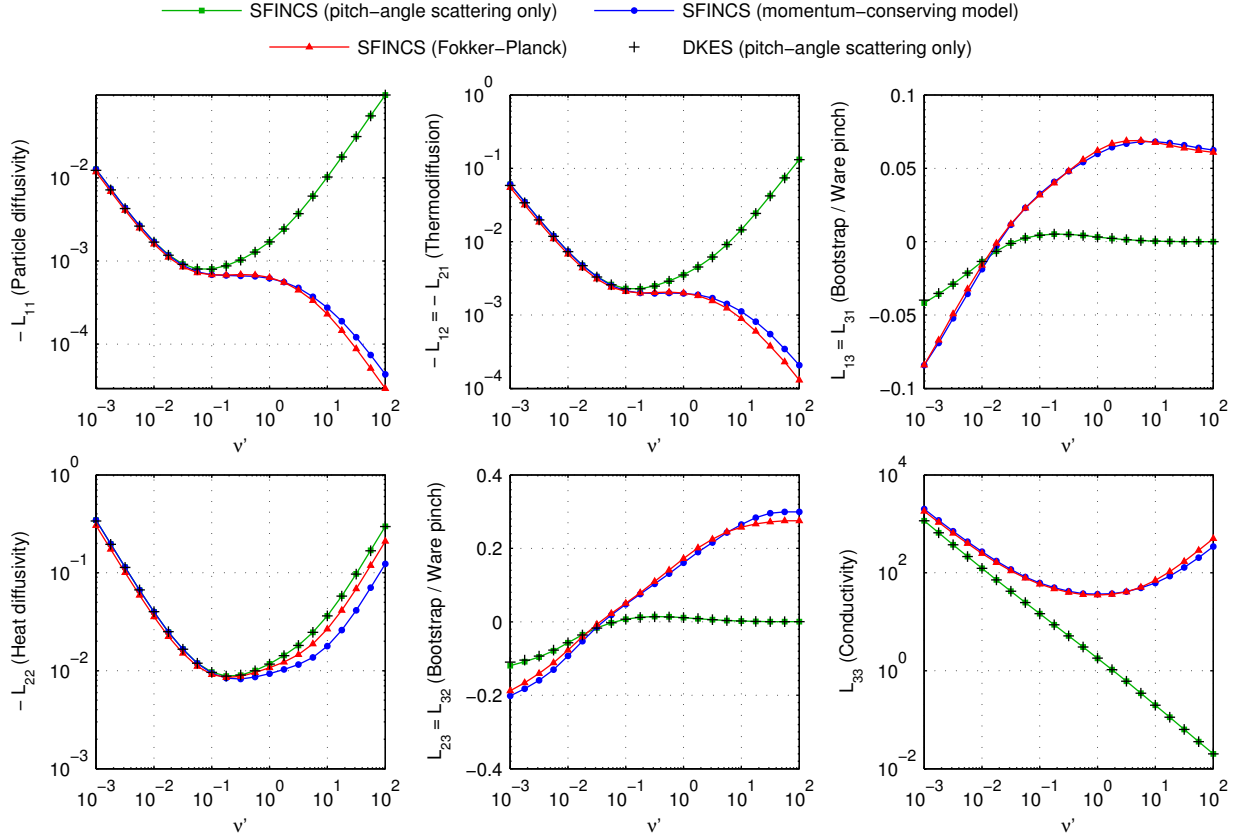 SFINCS (pitch−angle scattering only)
SFINCS (momentum−conserving model)
SFINCS (Fokker−Planck)
DKES (pitch−angle scattering only)
− L11 (Particle diffusivity)
10−2
10−3
10−4
10−3 10−2 10−1 100 101 102
ν'
− L12 = − L21 (Thermodiffusion)
100
10−1
10−2
10−3
10−4
10−3 10−2 10−1 100 101 102
ν'
L13 = L31 (Bootstrap / Ware pinch)
0.1
0.05
0
−0.05
−0.1
10−3 10−2 10−1 100 101 102
ν'
− L22 (Heat diffusivity)
100
10−1
10−2
10−3
10−3 10−2 10−1 100 101 102
ν'
L23 = L32 (Bootstrap / Ware pinch)
0.4
0.2
0
−0.2
−0.4
10−3 10−2 10−1 100 101 102
ν'
L33 (Conductivity)
104
102
100
10−2
10−3 10−2 10−1 100 101 102
ν'